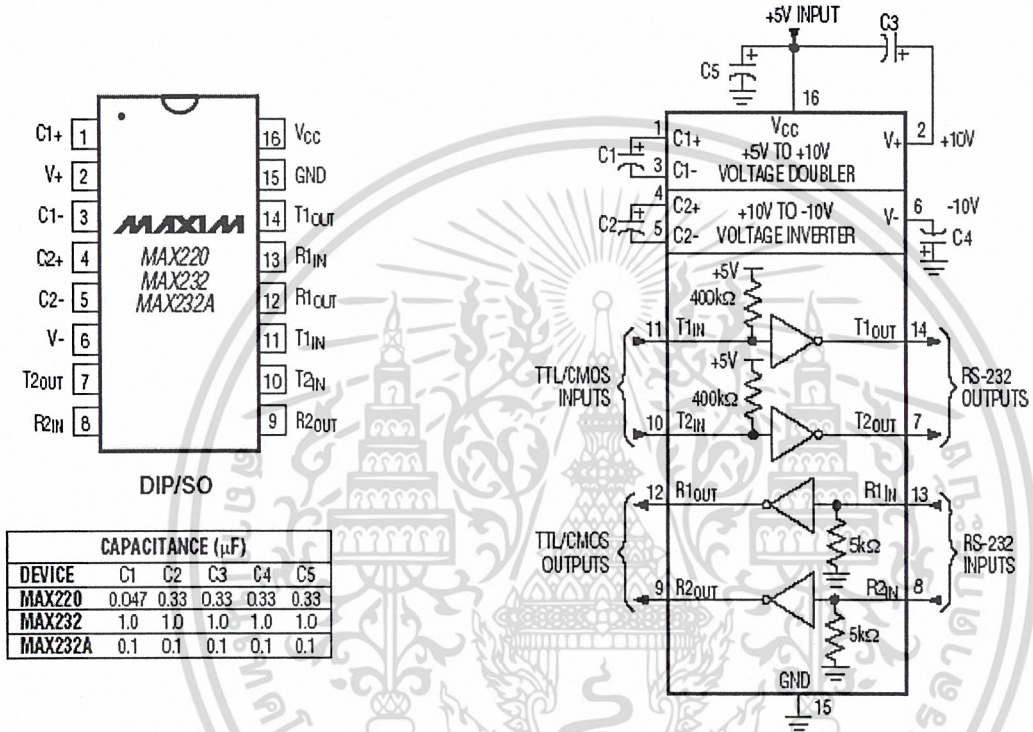 C1+ 1
V+ 2
C1- 3
C2+ 4
C2- 5
V- 6
T2OUT 7
R2IN 8
16 VCC
15 GND
14 T1OUT
13 R1IN
12 R1OUT
11 T1IN
10 T2IN
9 R2OUT
MAXIM
MAX220
MAX232
MAX232A
DIP/SO
CAPACITANCE (µF)
DEVICE C1 C2 C3 C4 C5
MAX220 0.047 0.33 0.33 0.33 0.33
MAX232 1.0 1.0 1.0 1.0 1.0
MAX232A 0.1 0.1 0.1 0.1 0.1
+5V INPUT
C3
+
C5
+
16
VCC
1
C1+
C1
+
3
C1-
+5V TO +10V
VOLTAGE DOUBLER
V+
2
+10V
4
C2+
C2
+
5
C2-
+10V TO -10V
VOLTAGE INVERTER
V-
6
-10V
C4
+
+5V
400kΩ
11 T1IN
T1OUT 14
+5V
400kΩ
10 T2IN
T2OUT 7
TTL/CMOS
INPUTS
RS-232
OUTPUTS
12 R1OUT
R1IN 13
5kΩ
TTL/CMOS
OUTPUTS
RS-232
INPUTS
9 R2OUT
R2IN 8
5kΩ
GND
15